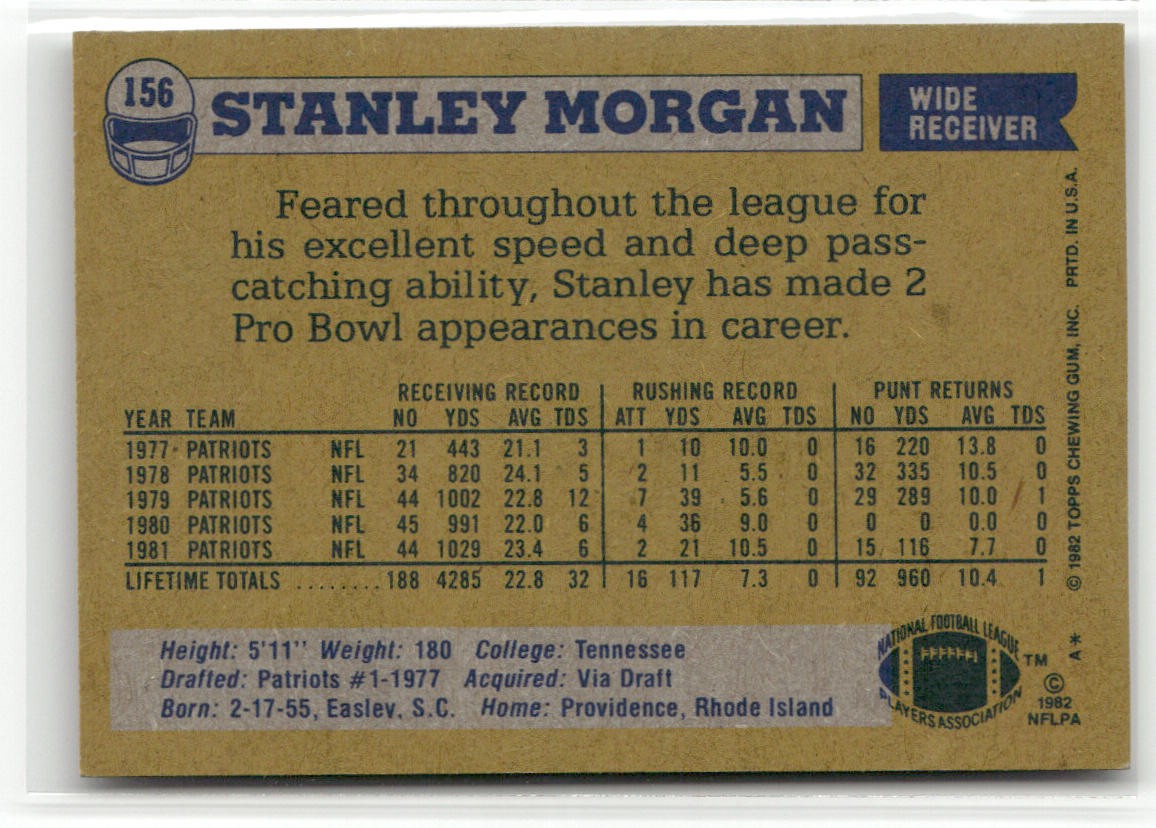 156
STANLEY MORGAN
WIDE
RECEIVER
Feared throughout the league for
his excellent speed and deep pass-
catching ability, Stanley has made 2
Pro Bowl appearances in career.
RECEIVING RECORD RUSHING RECORD PUNT RETURNS
YEAR TEAM NO YDS AVG TDS ATT YDS AVG TDS NO YDS AVG TDS
1977 PATRIOTS NFL 21 443 21.1 3 1 10 10.0 0 16 220 13.8 0
1978 PATRIOTS NFL 34 820 24.1 5 2 11 5.5 0 32 335 10.5 0
1979 PATRIOTS NFL 44 1002 22.8 12 7 39 5.6 0 29 289 10.0 1
1980 PATRIOTS NFL 45 991 22.0 6 4 36 9.0 0 0 0 0.0 0
1981 PATRIOTS NFL 44 1029 23.4 6 2 21 10.5 0 15 116 7.7 0
LIFETIME TOTALS ........ 188 4285 22.8 32 16 117 7.3 0 92 960 10.4 1
Height: 5'11" Weight: 180 College: Tennessee
Drafted: Patriots #1-1977 Acquired: Via Draft
Born: 2-17-55, Easley, S.C. Home: Providence, Rhode Island
NATIONAL FOOTBALL LEAGUE
PLAYERS ASSOCIATION
TM
©
1982
NFLPA
A*
© 1982 TOPPS CHEWING GUM, INC. PRTD. IN U.S.A.